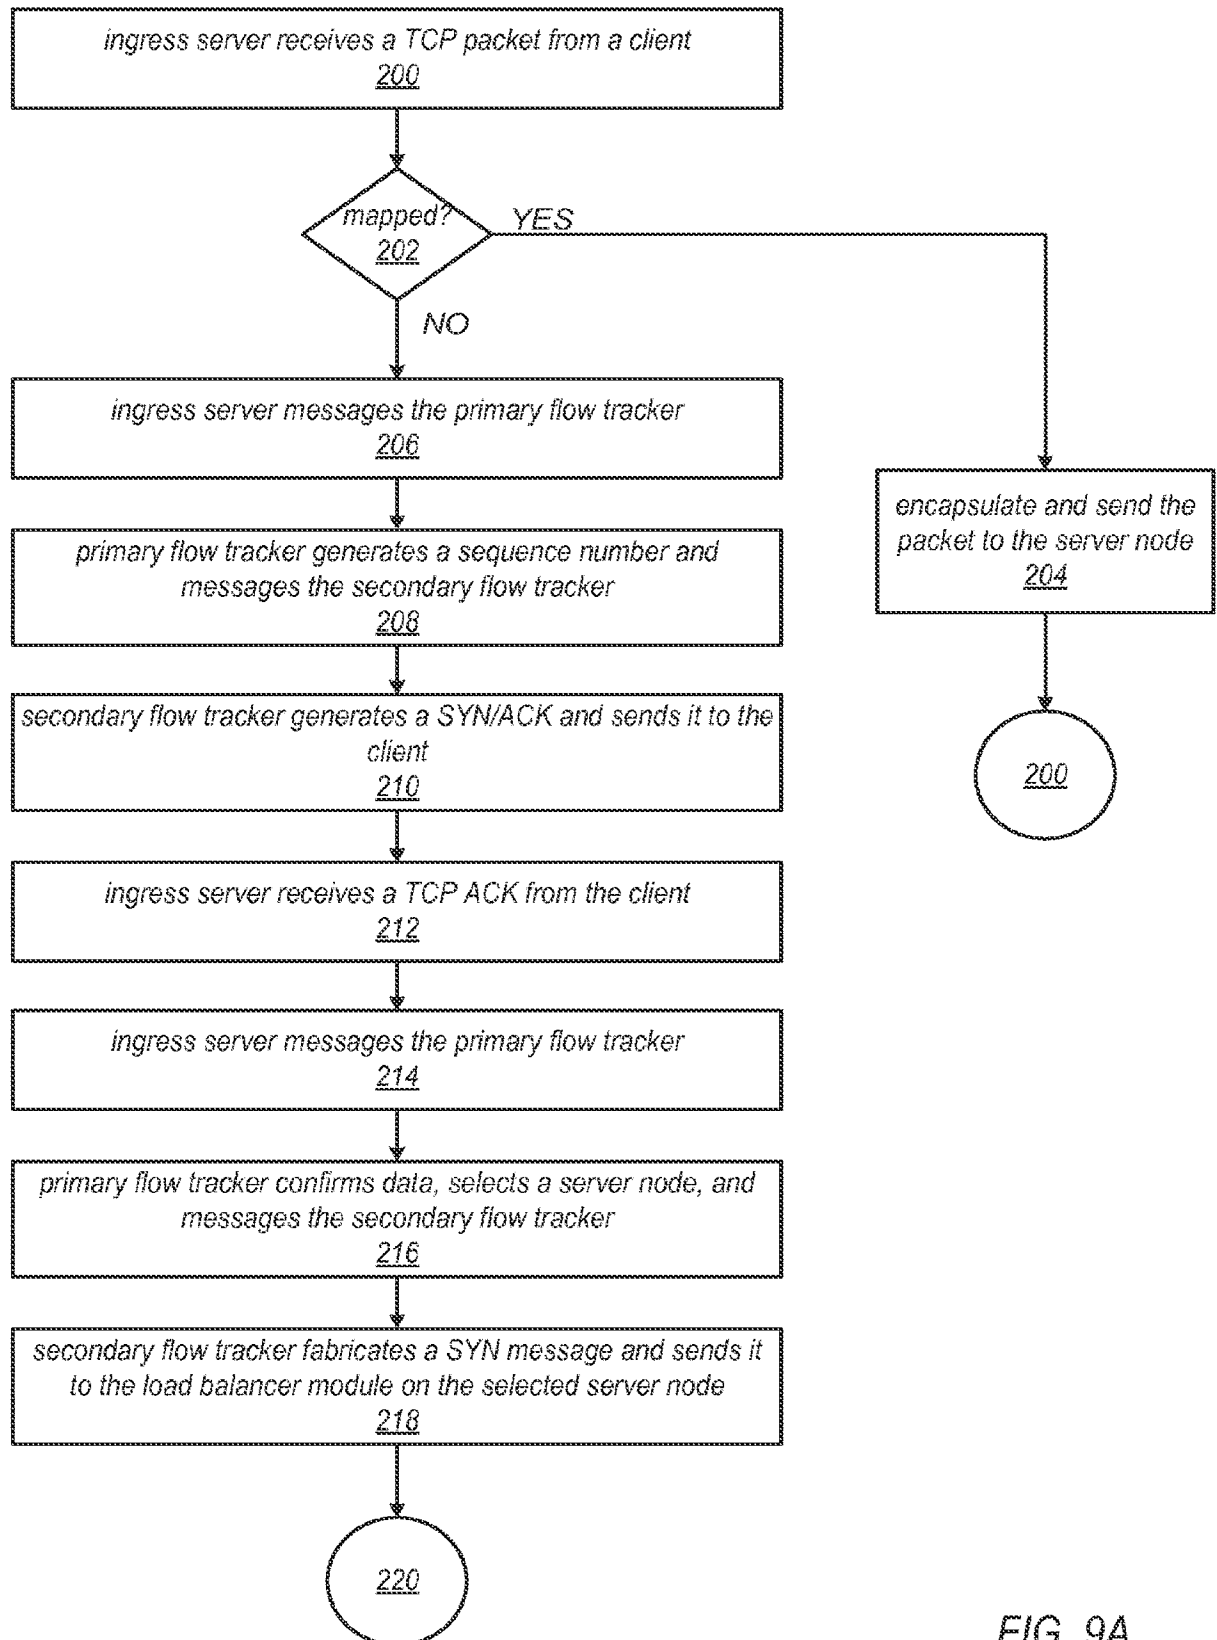 ingress server receives a TCP packet from a client
200
mapped?
202
YES
NO
ingress server messages the primary flow tracker
206
encapsulate and send the
packet to the server node
204
primary flow tracker generates a sequence number and
messages the secondary flow tracker
208
secondary flow tracker generates a SYN/ACK and sends it to the
client
210
200
ingress server receives a TCP ACK from the client
212
ingress server messages the primary flow tracker
214
primary flow tracker confirms data, selects a server node, and
messages the secondary flow tracker
216
secondary flow tracker fabricates a SYN message and sends it
to the load balancer module on the selected server node
218
220
FIG. 9A